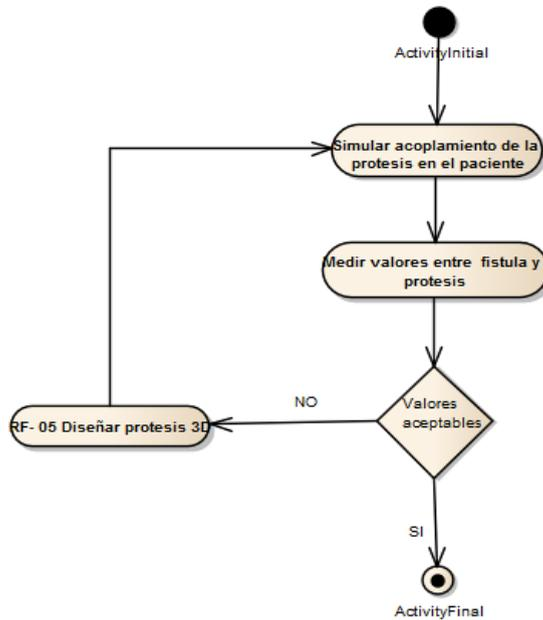 ActivityInitial
Simular acoplamiento de la
protesis en el paciente
Medir valores entre fistula y
protesis
Valores
aceptables
NO
RF- 05 Diseñar protesis 3D
SI
ActivityFinal